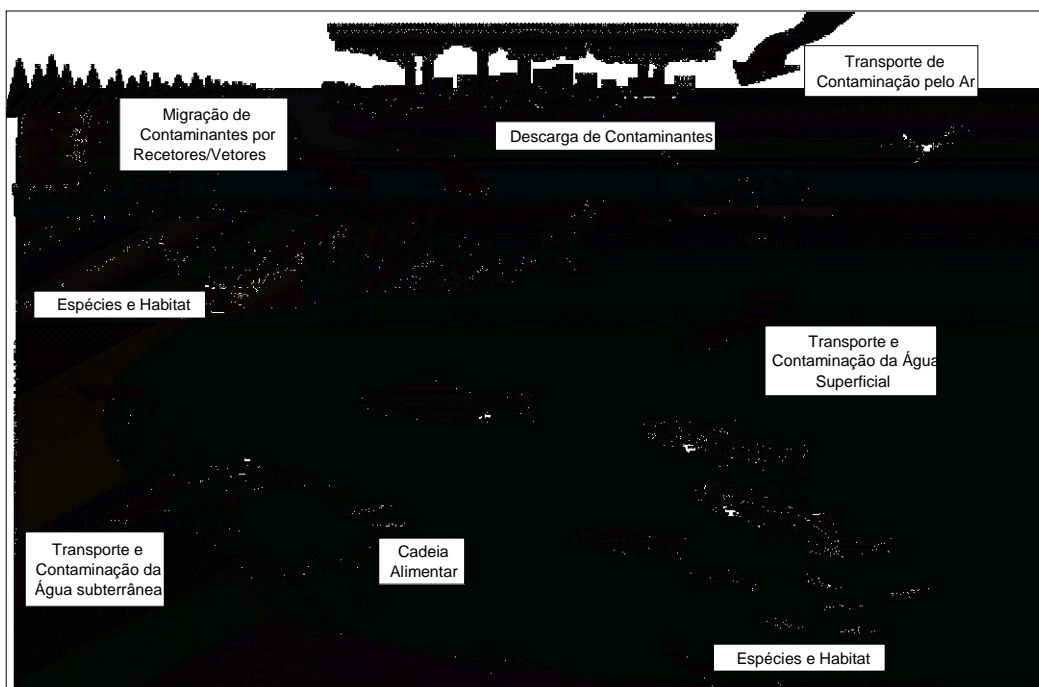 Transporte de
Contaminação pelo Ar
Migração de
Contaminantes por
Recetores/Vetores
Descarga de Contaminantes
Espécies e Habitat
Transporte e
Contaminação da Água
Superficial
Transporte e
Contaminação da
Água subterrânea
Cadeia
Alimentar
Espécies e Habitat